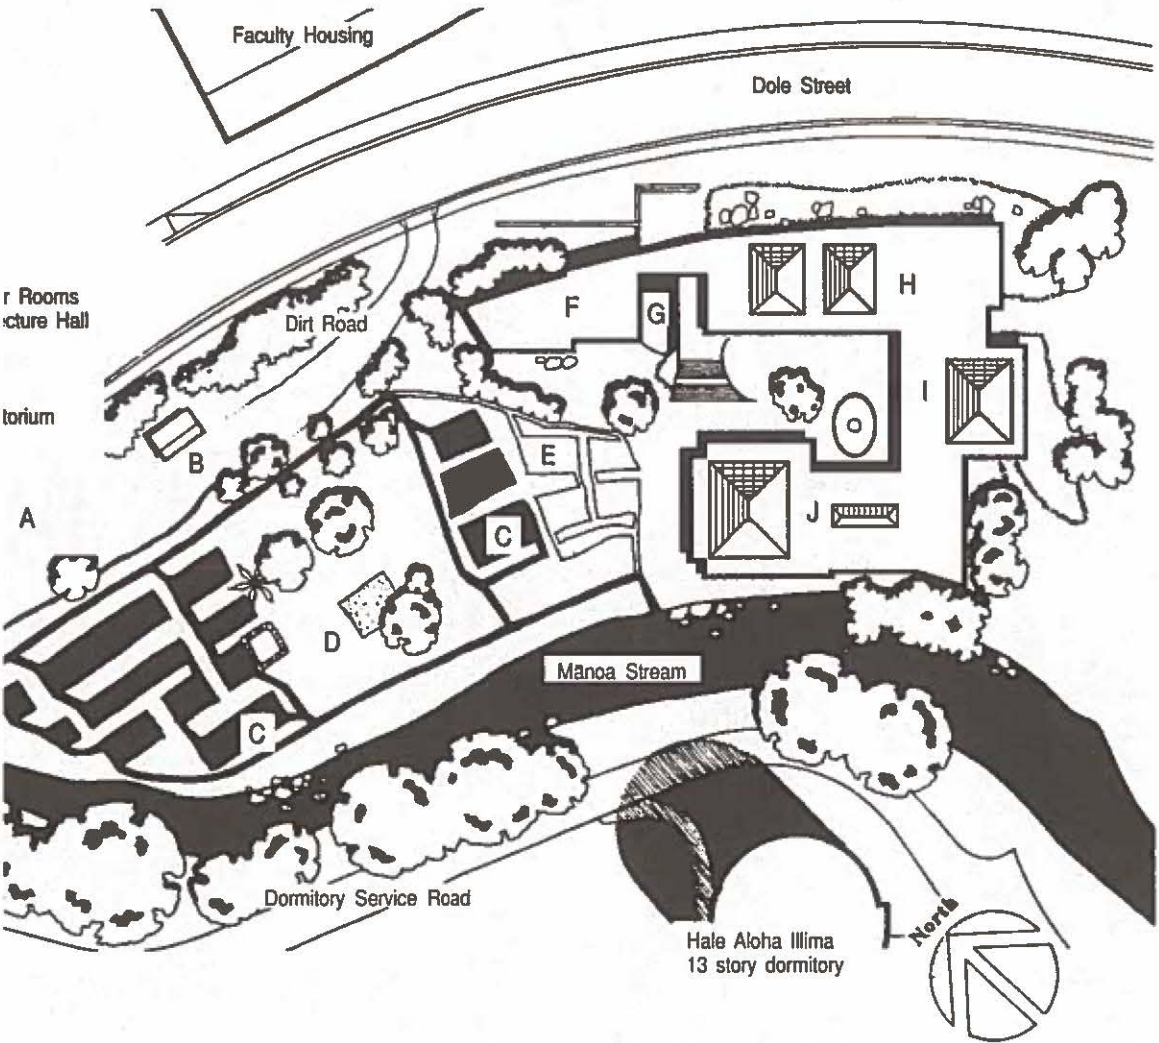 Faculty Housing
Dole Street
r Rooms
ecture Hall
Dirt Road
torium
A
B
C
D
E
F
G
H
I
J
C
Mānoa Stream
Dormitory Service Road
Hale Aloha Illima
13 story dormitory
North